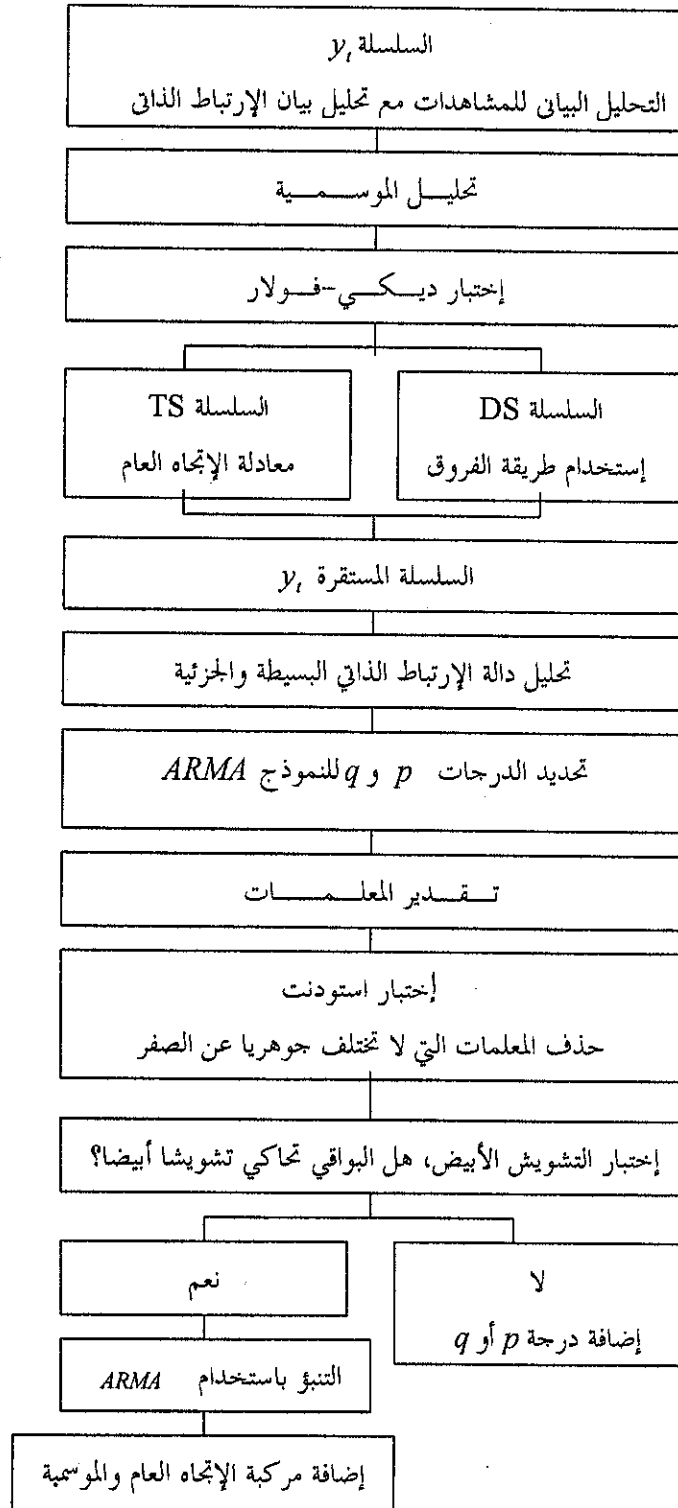 السلسلة yₜ
التحليل البياني للمشاهدات مع تحليل بيان الإرتباط الذاتي
تحليل الموسمية
إختبار ديكي-فولار
السلسلة DS
إستخدام طريقة الفروق
السلسلة TS
معادلة الإتجاه العام
السلسلة المستقرة yₜ
تحليل دالة الإرتباط الذاتي البسيطة والجزئية
تحديد الدرجات p و q للنموذج ARMA
تقدير المعلمات
إختبار استودنت
حذف المعلمات التي لا تختلف جوهريا عن الصفر
إختبار التشويش الأبيض، هل البواقي تحاكي تشويشا أبيضا؟
لا
إضافة درجة p أو q
نعم
التنبؤ باستخدام ARMA
إضافة مركبة الإتجاه العام والموسمية